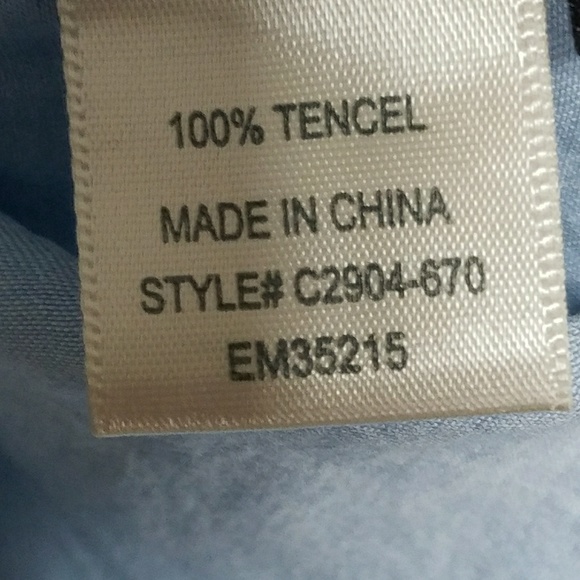 100% TENCEL
MADE IN CHINA
STYLE# C2904-670
EM35215